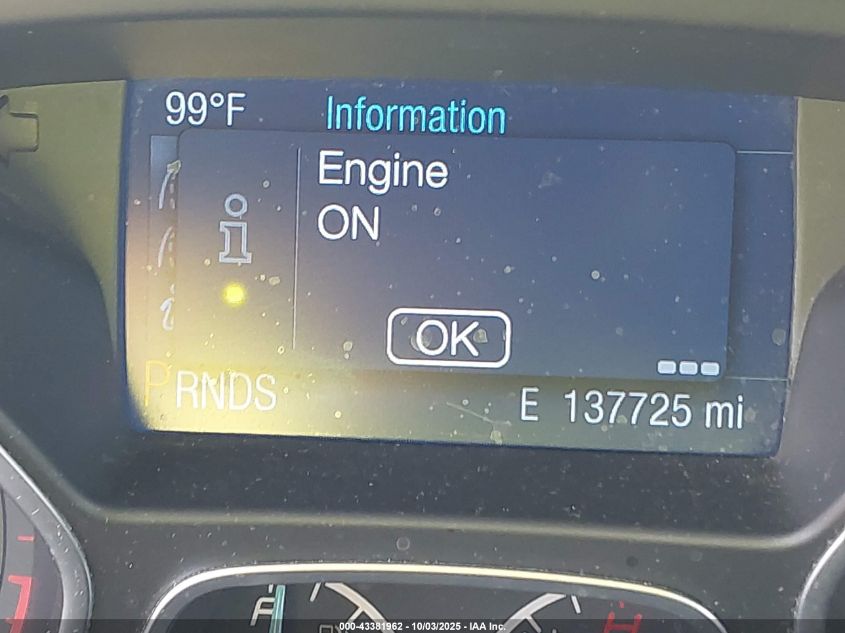 99°F Information
Engine
ON
OK
PRNDS E 137725 mi
000-43381962 - 10/03/2025 - IAA Inc.